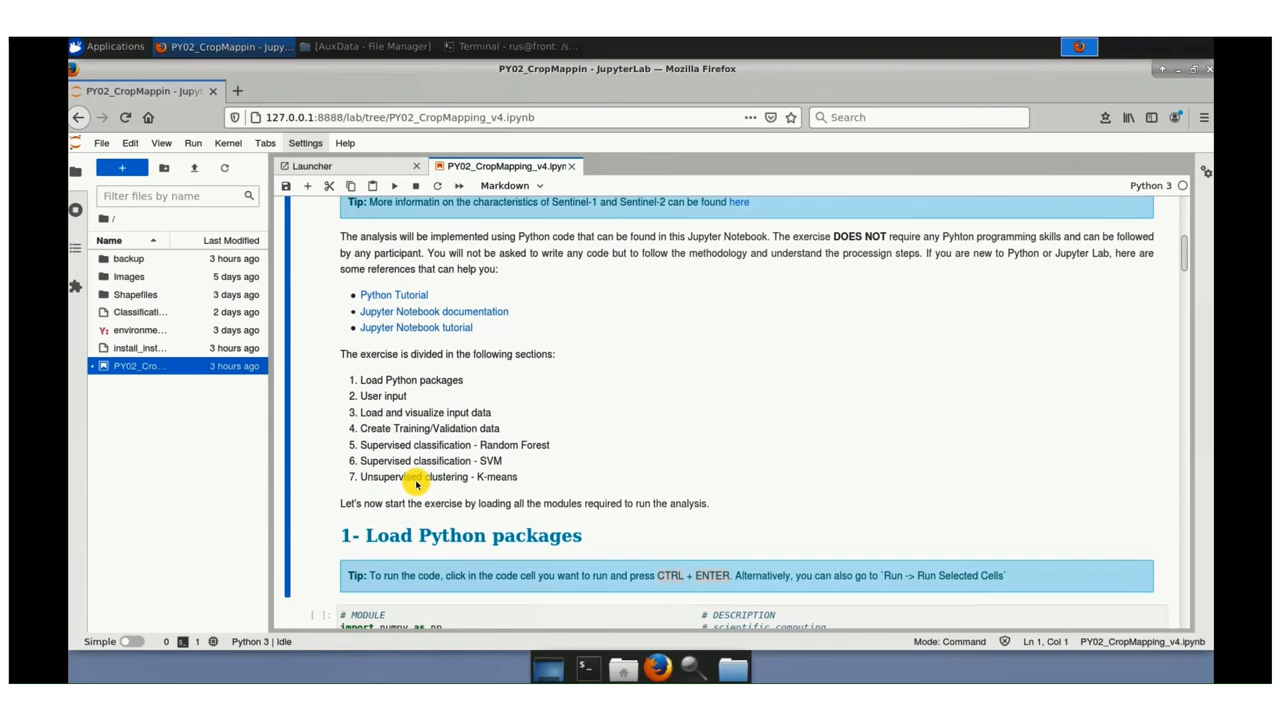 Applications
PY02_CropMappin - Jupy...
[AuxData - File Manager]
Terminal - rus@front: /s...
PY02_CropMappin - JupyterLab — Mozilla Firefox
PY02_CropMappin - Jupyt
127.0.0.1:8888/lab/tree/PY02_CropMapping_v4.ipynb
Search
File Edit View Run Kernel Tabs Settings Help
Launcher
PY02_CropMapping_v4.ipyn
Filter files by name
Markdown
Python 3
/
Name Last Modified
backup 3 hours ago
Images 5 days ago
Shapefiles 3 days ago
Classificati... 2 days ago
Y: environme... 3 days ago
install_inst... 3 hours ago
PY02_Cro... 3 hours ago
Tip: More informatin on the characteristics of Sentinel-1 and Sentinel-2 can be found here
The analysis will be implemented using Python code that can be found in this Jupyter Notebook. The exercise DOES NOT require any Pyhton programming skills and can be followed
by any participant. You will not be asked to write any code but to follow the methodology and understand the processign steps. If you are new to Python or Jupyter Lab, here are
some references that can help you:
• Python Tutorial
• Jupyter Notebook documentation
• Jupyter Notebook tutorial
The exercise is divided in the following sections:
1. Load Python packages
2. User input
3. Load and visualize input data
4. Create Training/Validation data
5. Supervised classification - Random Forest
6. Supervised classification - SVM
7. Unsupervised clustering - K-means
Let's now start the exercise by loading all the modules required to run the analysis.
1- Load Python packages
Tip: To run the code, click in the code cell you want to run and press CTRL + ENTER. Alternatively, you can also go to `Run -> Run Selected Cells`
[ ]: # MODULE # DESCRIPTION
import numpy as np # scientific computing
Simple 0 1 Python 3 | Idle
Mode: Command Ln 1, Col 1 PY02_CropMapping_v4.ipynb